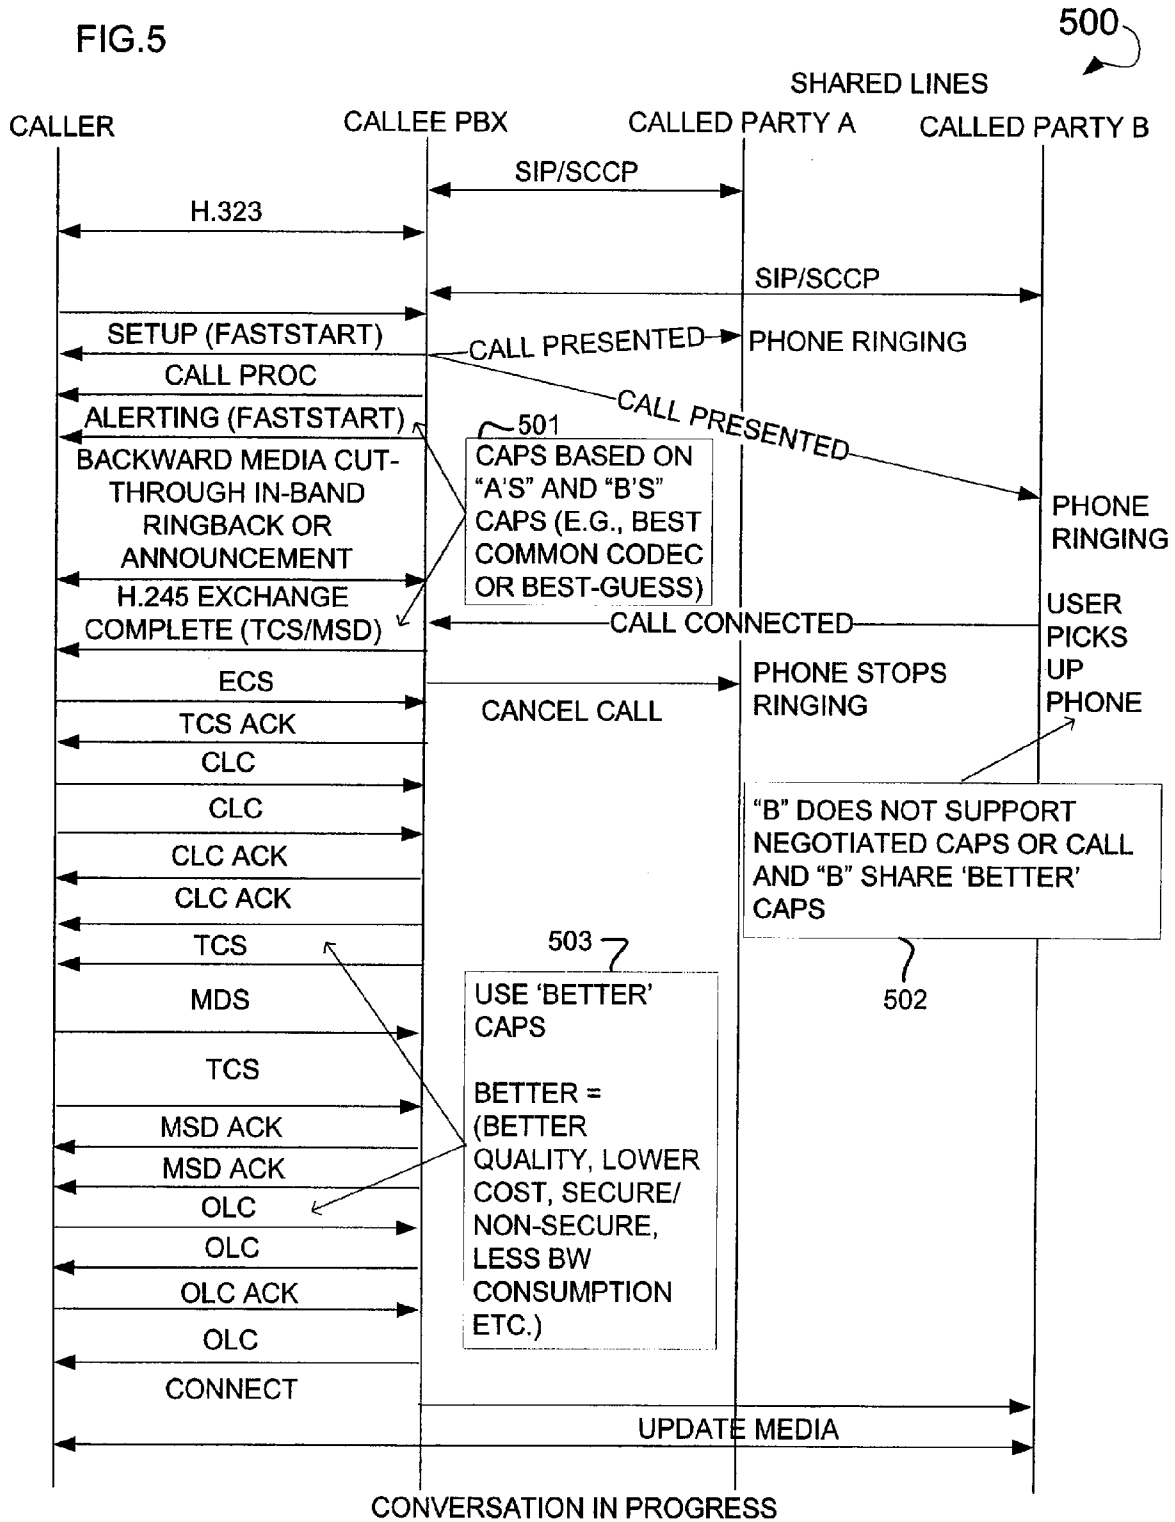 FIG.5
500
SHARED LINES
CALLER
CALLEE PBX
CALLED PARTY A
CALLED PARTY B
SIP/SCCP
H.323
SIP/SCCP
SETUP (FASTSTART)
CALL PRESENTED
PHONE RINGING
CALL PROC
CALL PRESENTED
ALERTING (FASTSTART)
501
BACKWARD MEDIA CUT-
THROUGH IN-BAND
RINGBACK OR
ANNOUNCEMENT
CAPS BASED ON
“A’S” AND “B’S”
CAPS (E.G., BEST
COMMON CODEC
OR BEST-GUESS)
PHONE
RINGING
H.245 EXCHANGE
COMPLETE (TCS/MSD)
CALL CONNECTED
USER
PICKS
UP
PHONE
ECS
CANCEL CALL
PHONE STOPS
RINGING
TCS ACK
CLC
CLC
“B” DOES NOT SUPPORT
NEGOTIATED CAPS OR CALL
AND “B” SHARE ‘BETTER’
CAPS
502
CLC ACK
CLC ACK
TCS
503
USE ‘BETTER’
CAPS
BETTER =
(BETTER
QUALITY, LOWER
COST, SECURE/
NON-SECURE,
LESS BW
CONSUMPTION
ETC.)
MDS
TCS
MSD ACK
MSD ACK
OLC
OLC
OLC ACK
OLC
CONNECT
UPDATE MEDIA
CONVERSATION IN PROGRESS